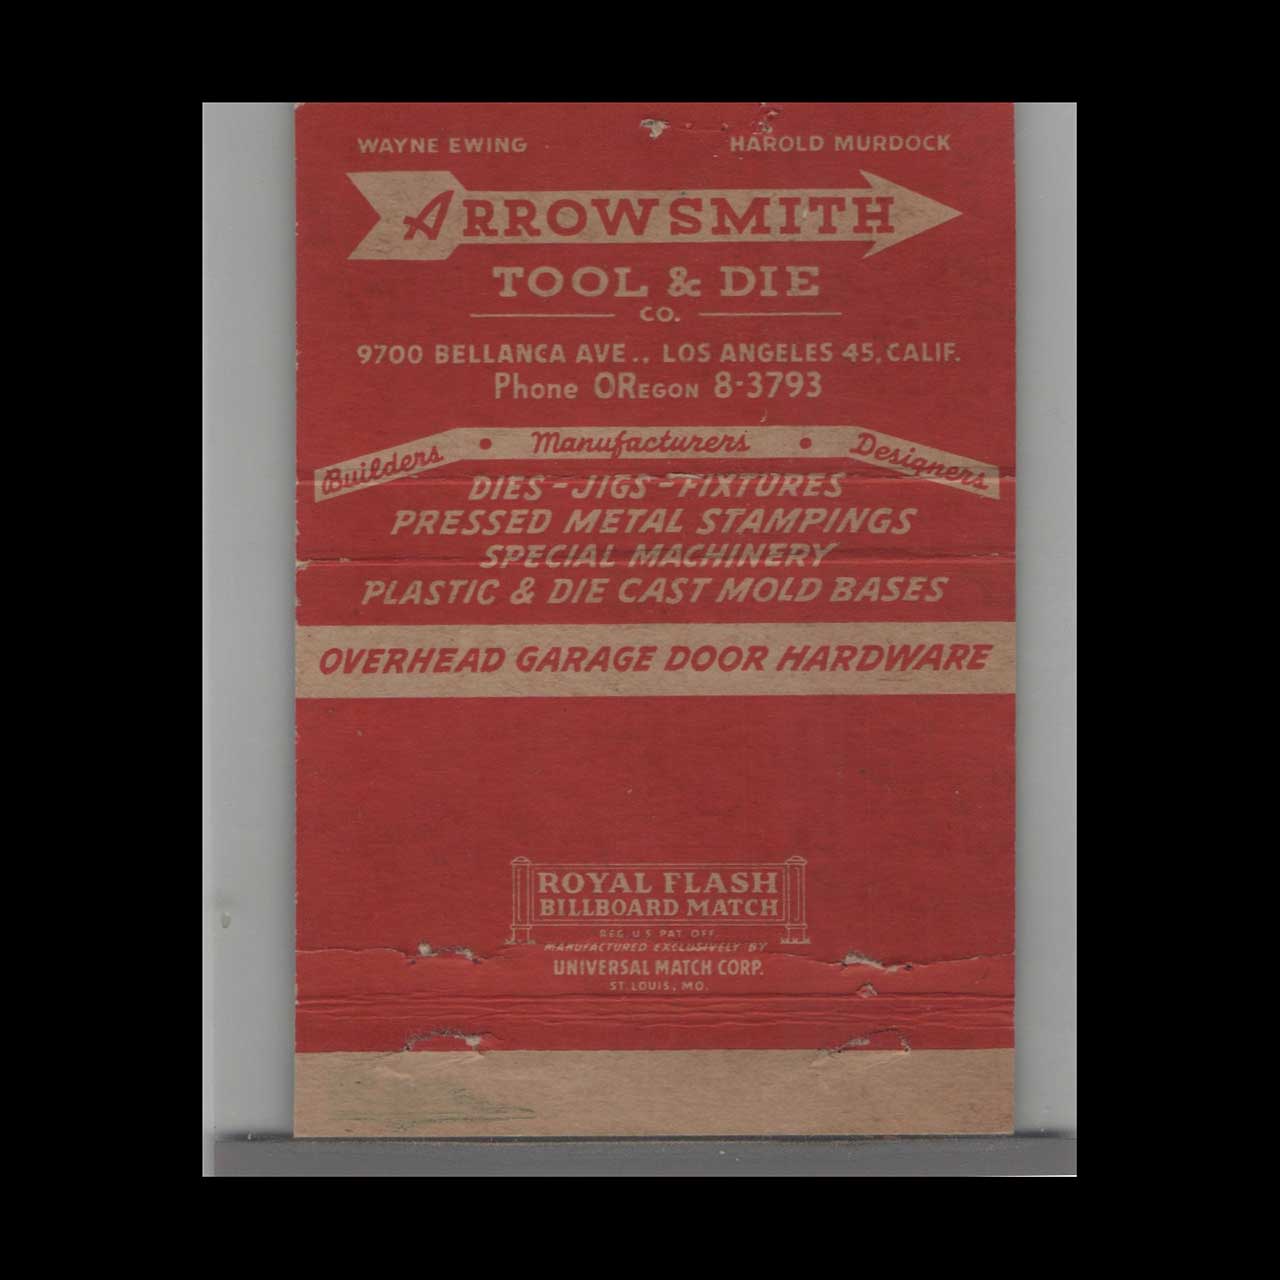 WAYNE EWING HAROLD MURDOCK
ARROWSMITH
TOOL & DIE
CO.
9700 BELLANCA AVE., LOS ANGELES 45, CALIF.
Phone OREGON 8-3793
Builders • Manufacturers • Designers
DIES-JIGS-FIXTURES
PRESSED METAL STAMPINGS
SPECIAL MACHINERY
PLASTIC & DIE CAST MOLD BASES
OVERHEAD GARAGE DOOR HARDWARE
ROYAL FLASH
BILLBOARD MATCH
REG. U.S. PAT. OFF.
MANUFACTURED EXCLUSIVELY BY
UNIVERSAL MATCH CORP.
ST. LOUIS, MO.